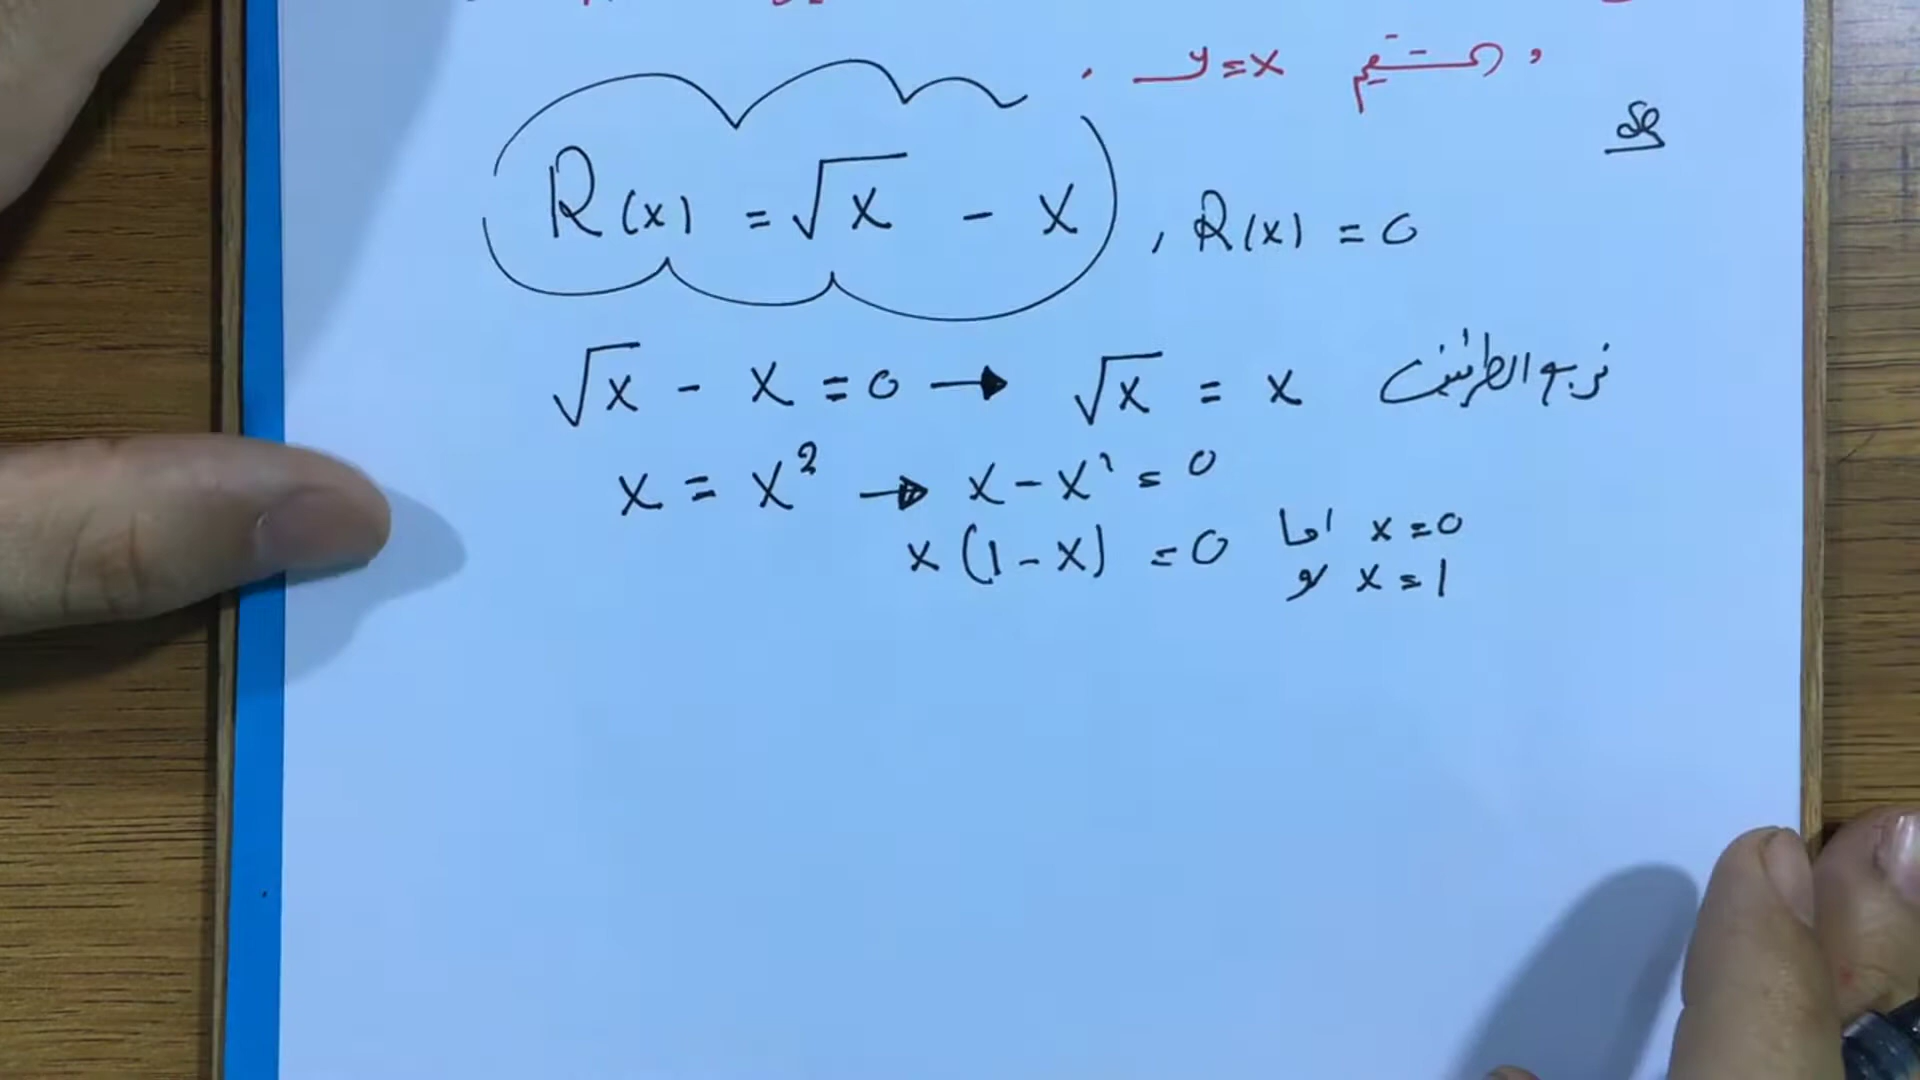 و مستقيم y=x .
R(x) = √x - x , R(x) = 0
√x - x = 0 → √x = x نربع الطرفين
x = x² → x - x² = 0
x (1 - x) = 0 اما x = 0
او x = 1